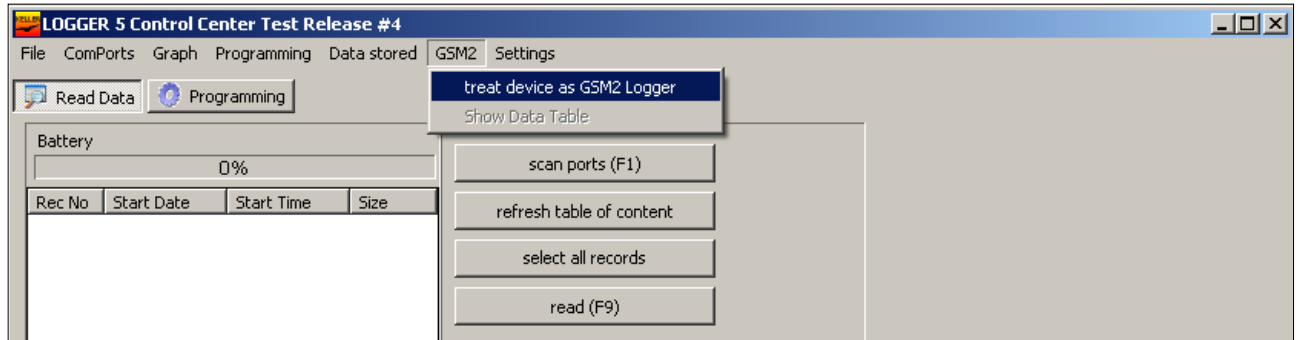 KELLER LOGGER 5 Control Center Test Release #4
File ComPorts Graph Programming Data stored GSM2 Settings
treat device as GSM2 Logger
Show Data Table
Read Data Programming
Battery
0%
Rec No Start Date Start Time Size
scan ports (F1)
refresh table of content
select all records
read (F9)